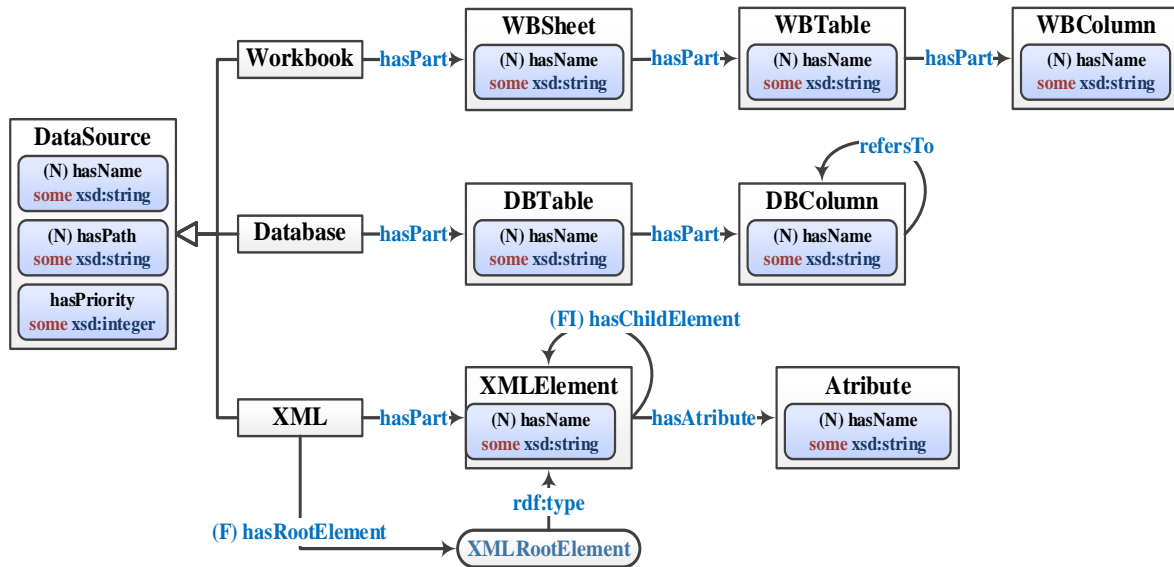 WBSheet
WBTable
WBColumn
Workbook
hasPart
(N) hasName
some xsd:string
hasPart
(N) hasName
some xsd:string
hasPart
(N) hasName
some xsd:string
DataSource
(N) hasName
some xsd:string
(N) hasPath
some xsd:string
hasPriority
some xsd:integer
refersTo
DBTable
DBColumn
Database
hasPart
(N) hasName
some xsd:string
hasPart
(N) hasName
some xsd:string
(FI) hasChildElement
XMLElement
Atribute
XML
hasPart
(N) hasName
some xsd:string
hasAtribute
(N) hasName
some xsd:string
rdf:type
(F) hasRootElement
XMLRootElement